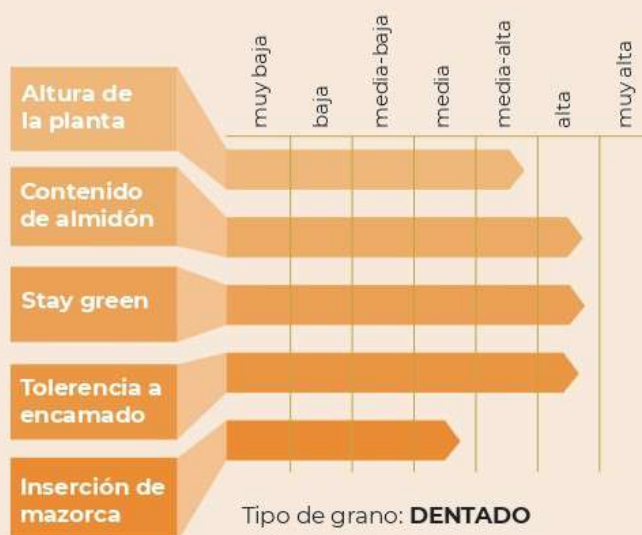 muy baja
baja
media-baja
media
media-alta
alta
muy alta
Altura de
la planta
Contenido
de almidón
Stay green
Tolerencia a
encamado
Inserción de
mazorca
Tipo de grano: DENTADO